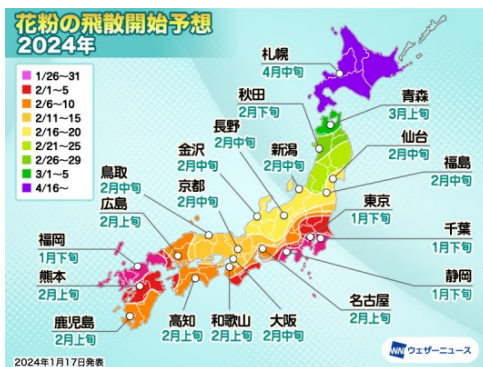 花粉の飛散開始予想
2024年
1/26~31
2/1~5
2/6~10
2/11~15
2/16~20
2/21~25
2/26~29
3/1~5
4/16~
札幌
4月中旬
秋田
2月下旬
青森
3月上旬
長野
2月中旬
仙台
2月中旬
金沢
2月中旬
新潟
2月中旬
福島
2月中旬
鳥取
2月中旬
京都
2月中旬
東京
1月下旬
広島
2月上旬
千葉
1月下旬
福岡
1月下旬
静岡
1月下旬
熊本
2月上旬
名古屋
2月上旬
鹿児島
2月上旬
高知
2月上旬
和歌山
2月上旬
大阪
2月中旬
2024年1月17日発表
WNI ウェザーニュース